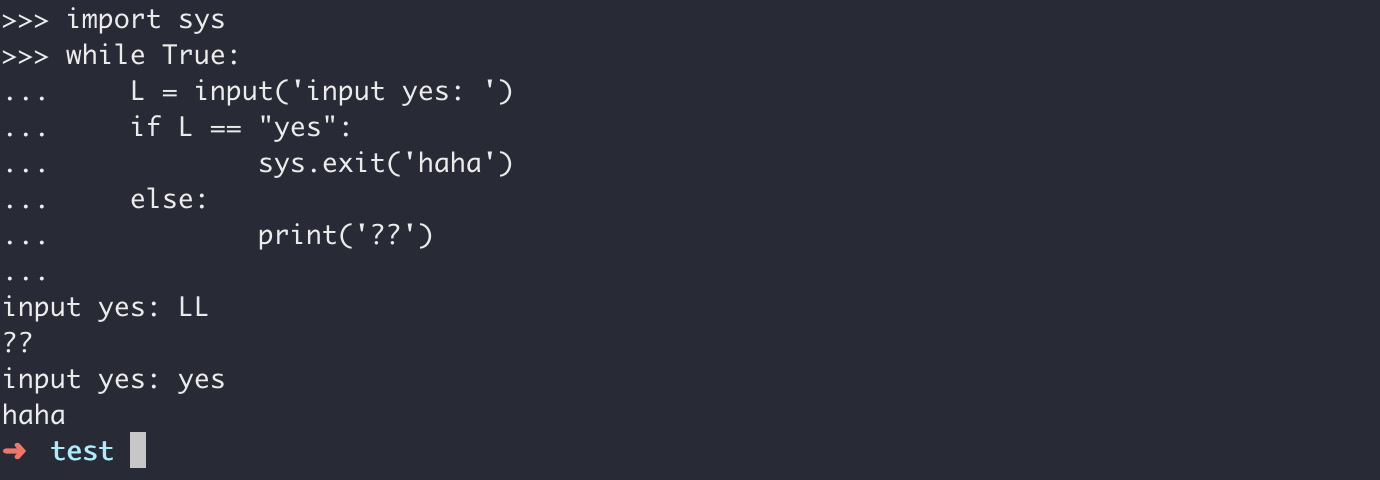 >>> import sys
>>> while True:
...     L = input('input yes: ')
...     if L == "yes":
...             sys.exit('haha')
...     else:
...             print('??')
...
input yes: LL
??
input yes: yes
haha
➜  test